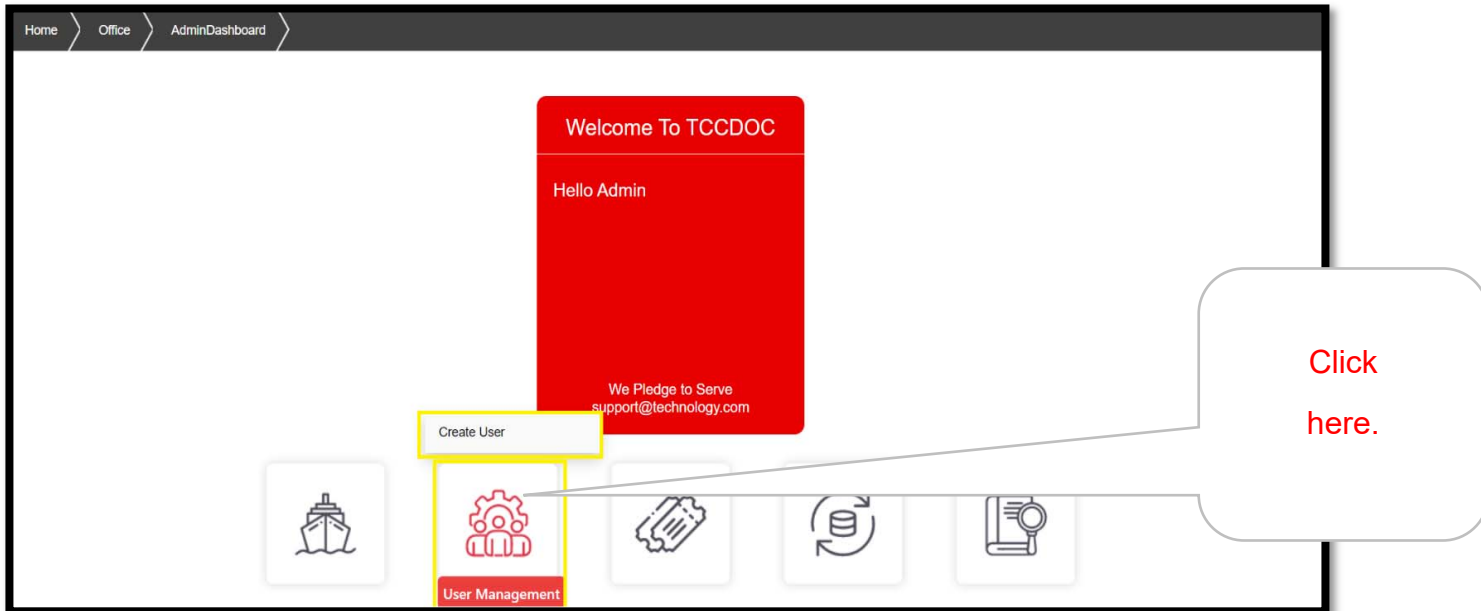 Home Office AdminDashboard
Welcome To TCCDOC
Hello Admin
We Pledge to Serve
support@technology.com
Create User
User Management
Click
here.